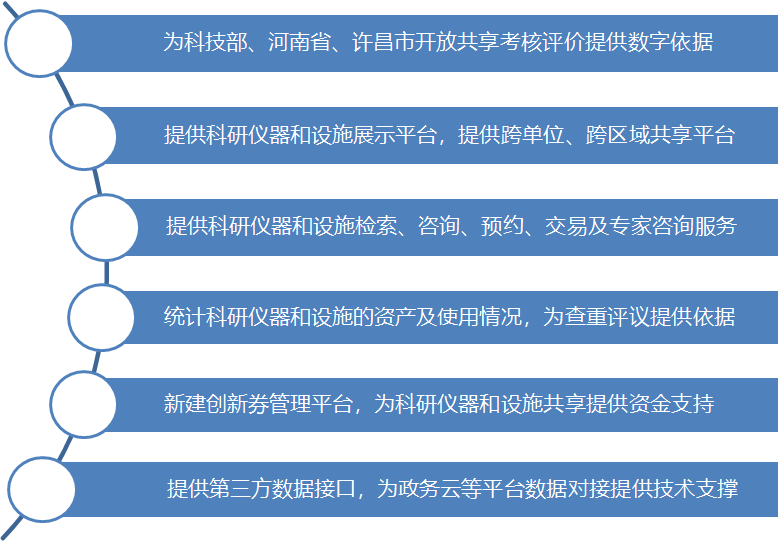 为科技部、河南省、许昌市开放共享考核评价提供数字依据
提供科研仪器和设施展示平台，提供跨单位、跨区域共享平台
提供科研仪器和设施检索、咨询、预约、交易及专家咨询服务
统计科研仪器和设施的资产及使用情况，为查重评议提供依据
新建创新券管理平台，为科研仪器和设施共享提供资金支持
提供第三方数据接口，为政务云等平台数据对接提供技术支撑